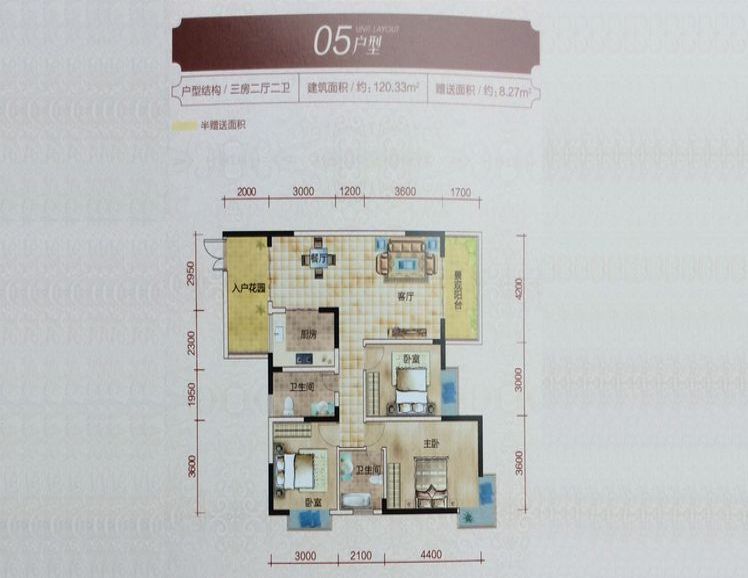 UNIT LAYOUT
05户型
户型结构 / 三房二厅二卫
建筑面积 / 约：120.33m²
赠送面积 / 约：8.27m²
半赠送面积
2000 3000 1200 3600 1700
2950
2300
1950
3600
4200
3000
3600
入户花园
餐厅
客厅
景观阳台
厨房
卧室
卫生间
主卧
卫生间
卧室
3000 2100 4400